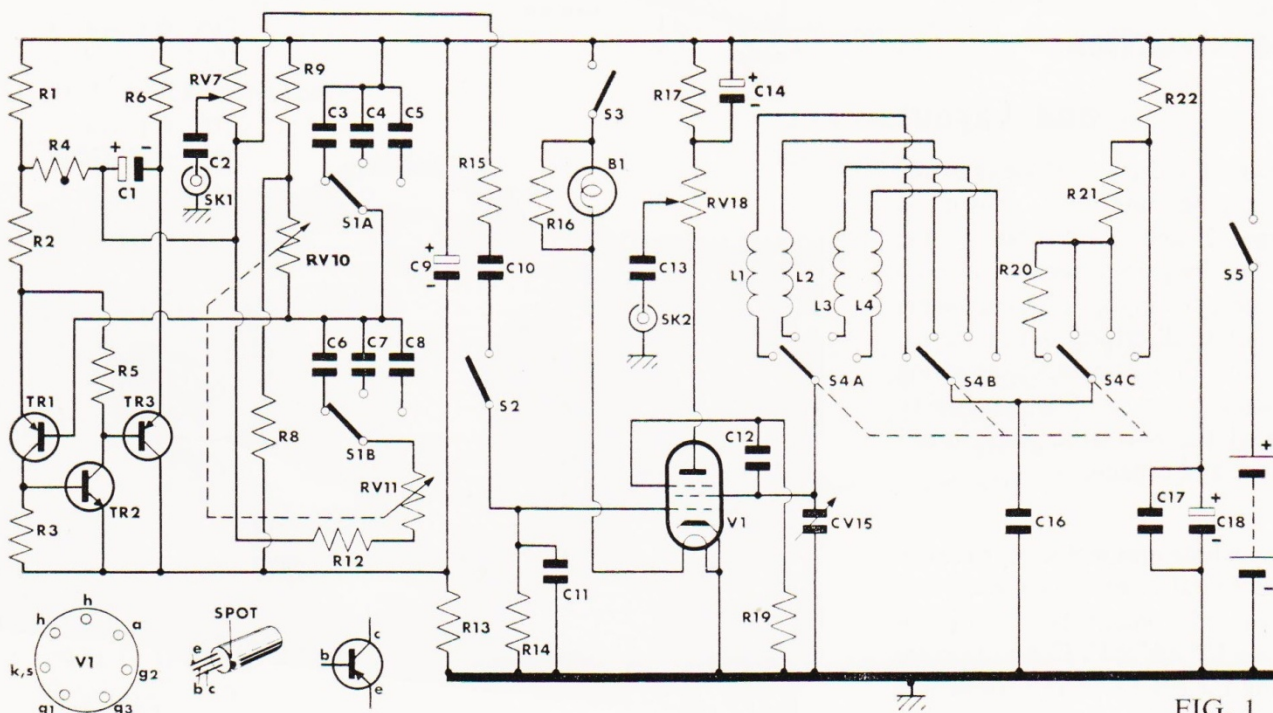 R1
R6
RV7
R9
C3
C4
C5
R4
+
-
C1
C2
SK1
S1A
R2
RV10
+
C9
-
R15
C10
S3
B1
R16
R17
+
C14
-
RV18
C13
SK2
L1
L2
L3
L4
R22
R21
R20
S5
C6
C7
C8
R5
TR1
TR3
TR2
R3
R8
S1B
RV11
R12
S2
S4A
S4B
S4C
C12
V1
CV15
C16
C17
+
C18
-
+
-
R13
R14
C11
R19
h
h
a
k,s
V1
g2
g1
g3
SPOT
e
b
c
b
c
e
FIG. 1